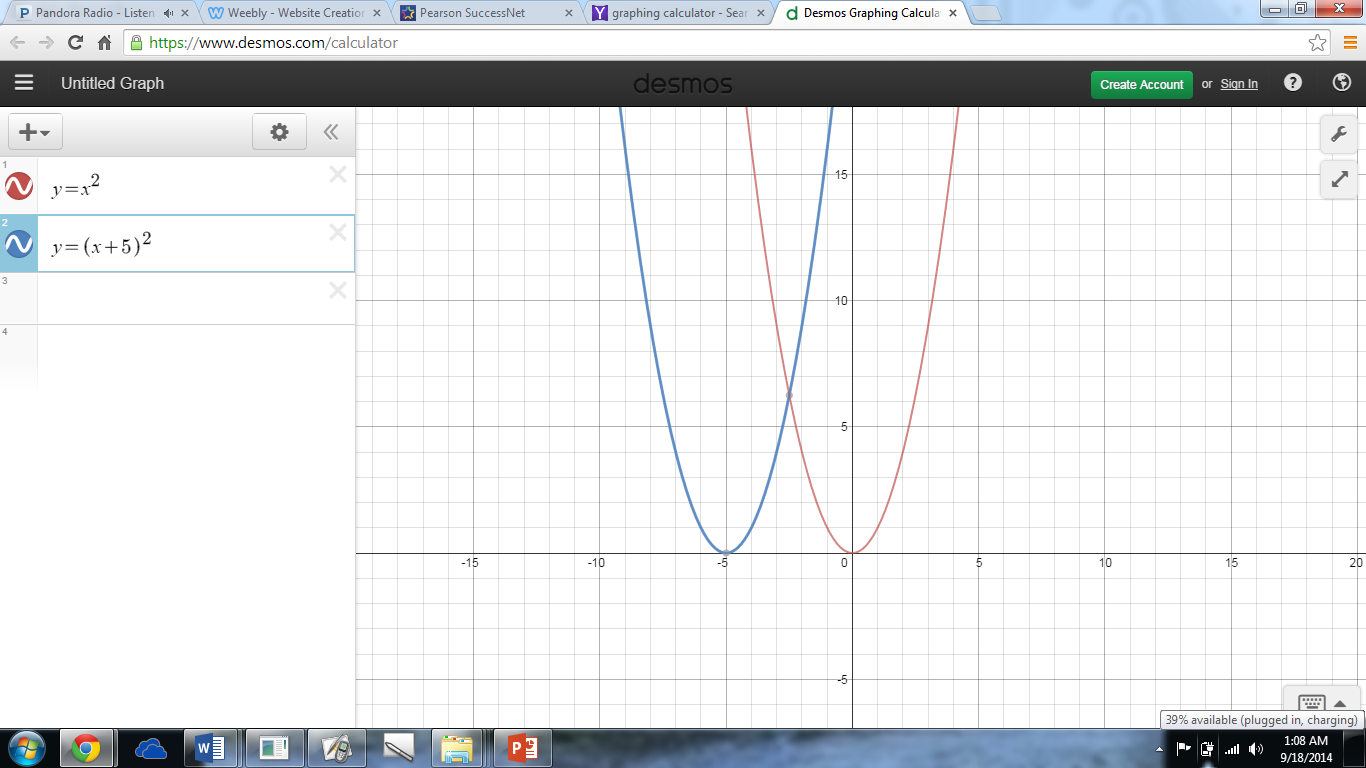 Pandora Radio - Listen
Weebly - Website Creation
Pearson SuccessNet
graphing calculator - Sear
Desmos Graphing Calcula
https://www.desmos.com/calculator
Untitled Graph
desmos
Create Account or Sign In ?
1
y=x²
2
y=(x+5)²
3
4
15
10
5
-15 -10 -5 0 5 10 15 20
-5
39% available (plugged in, charging)
1:08 AM
9/18/2014